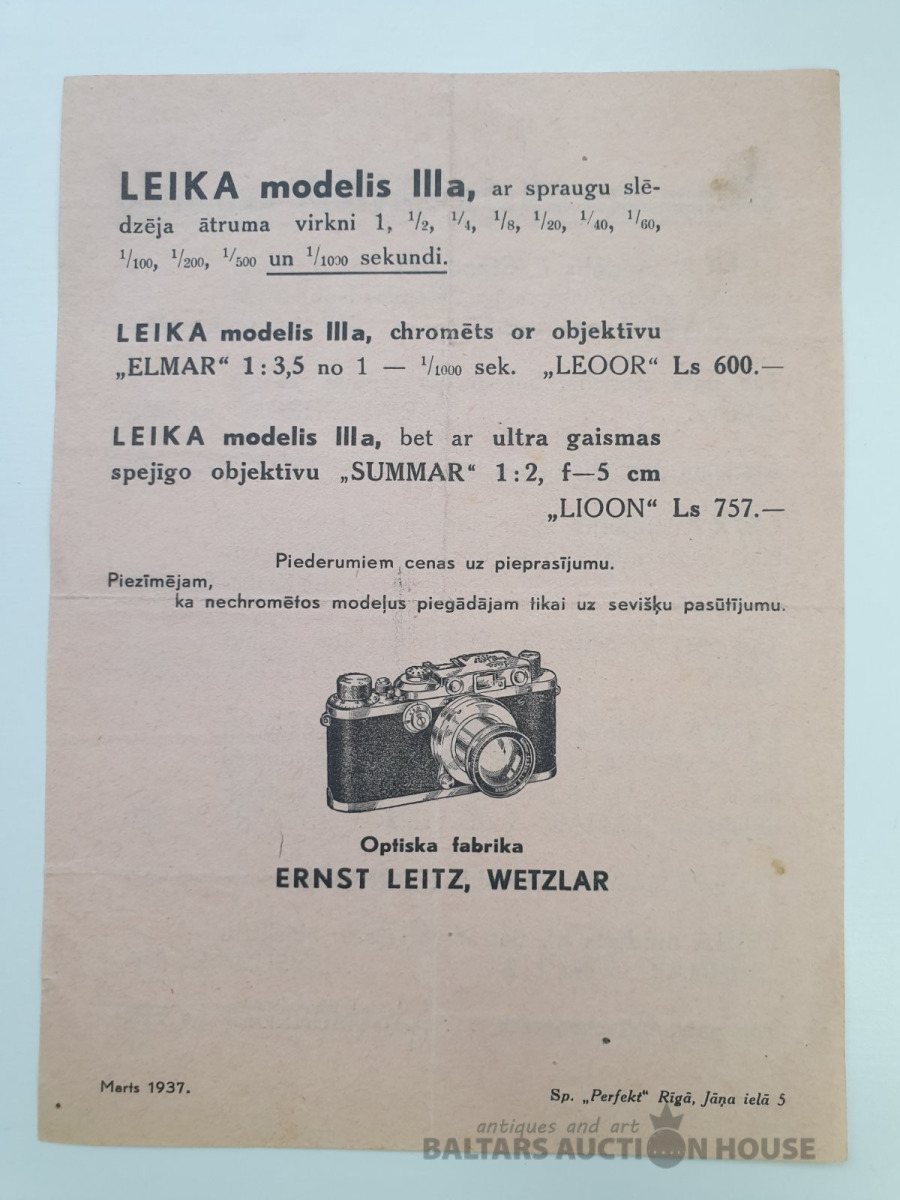 LEIKA modelis IIIa, ar spraugu slē-
dzēja ātruma virkni 1, 1/2, 1/4, 1/8, 1/20, 1/40, 1/60,
1/100, 1/200, 1/500 un 1/1000 sekundi.
LEIKA modelis IIIa, chromēts or objektīvu
„ELMAR“ 1:3,5 no 1 — 1/1000 sek. „LEOOR“ Ls 600.—
LEIKA modelis IIIa, bet ar ultra gaismas
spejīgo objektīvu „SUMMAR“ 1:2, f—5 cm
„LIOON“ Ls 757.—
Piederumiem cenas uz pieprasījumu.
Piezīmējam,
ka nechromētos modeļus piegādājam tikai uz sevišķu pasūtījumu.
Optiska fabrika
ERNST LEITZ, WETZLAR
Marts 1937.
Sp. „Perfekt“ Rīgā, Jāņa ielā 5
antiques and art
BALTARS AUCTION HOUSE